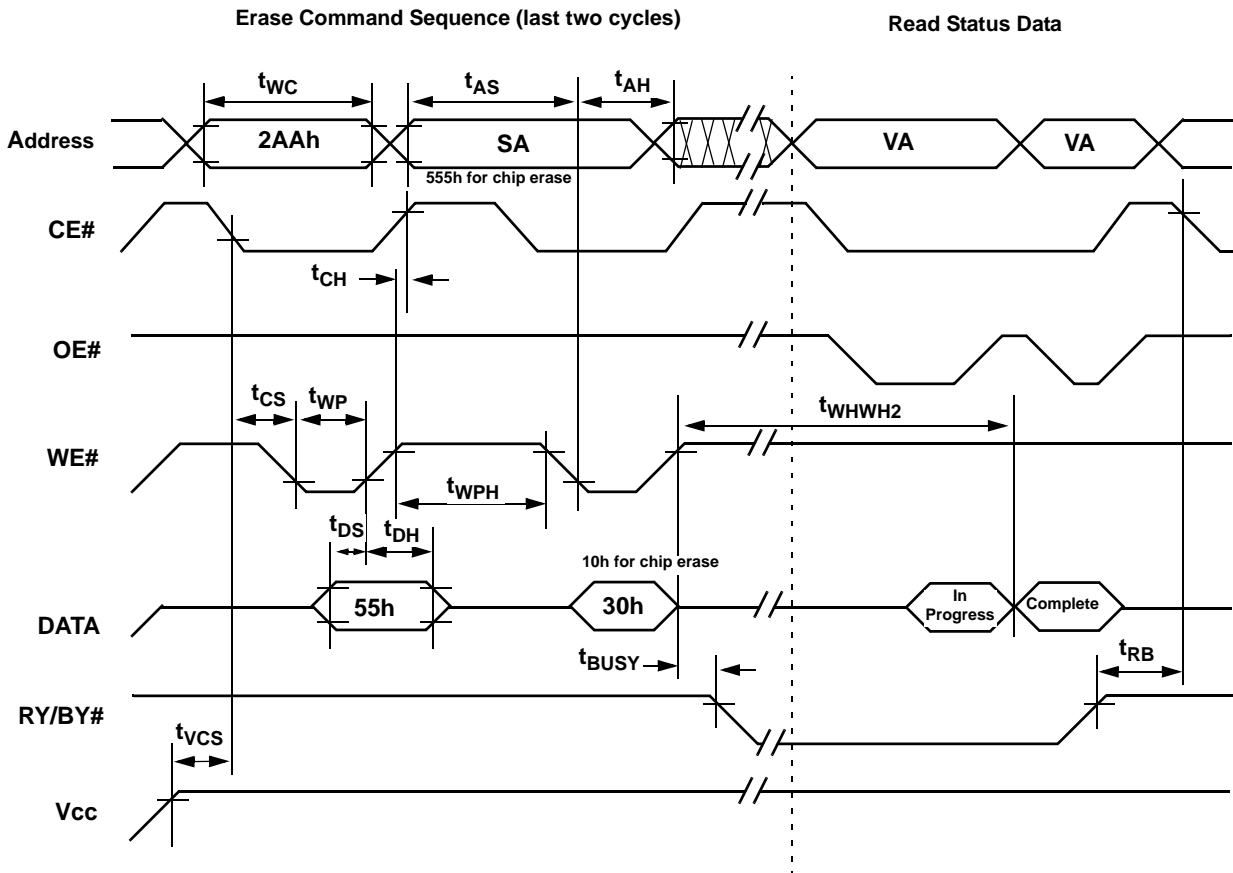 Erase Command Sequence (last two cycles)
Read Status Data
tWC
tAS
tAH
Address
2AAh
SA
VA
VA
555h for chip erase
CE#
tCH
OE#
tCS
tWP
tWHWH2
WE#
tWPH
tDS
tDH
10h for chip erase
55h
30h
In
Progress
Complete
DATA
tBUSY
tRB
RY/BY#
tVCS
Vcc